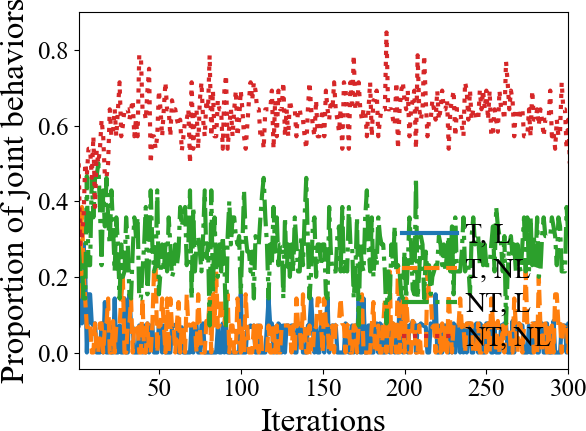 Proportion of joint behaviors
0.8
0.6
0.4
0.2
0.0
T, L
T, NL
NT, L
NT, NL
50
100
150
200
250
300
Iterations